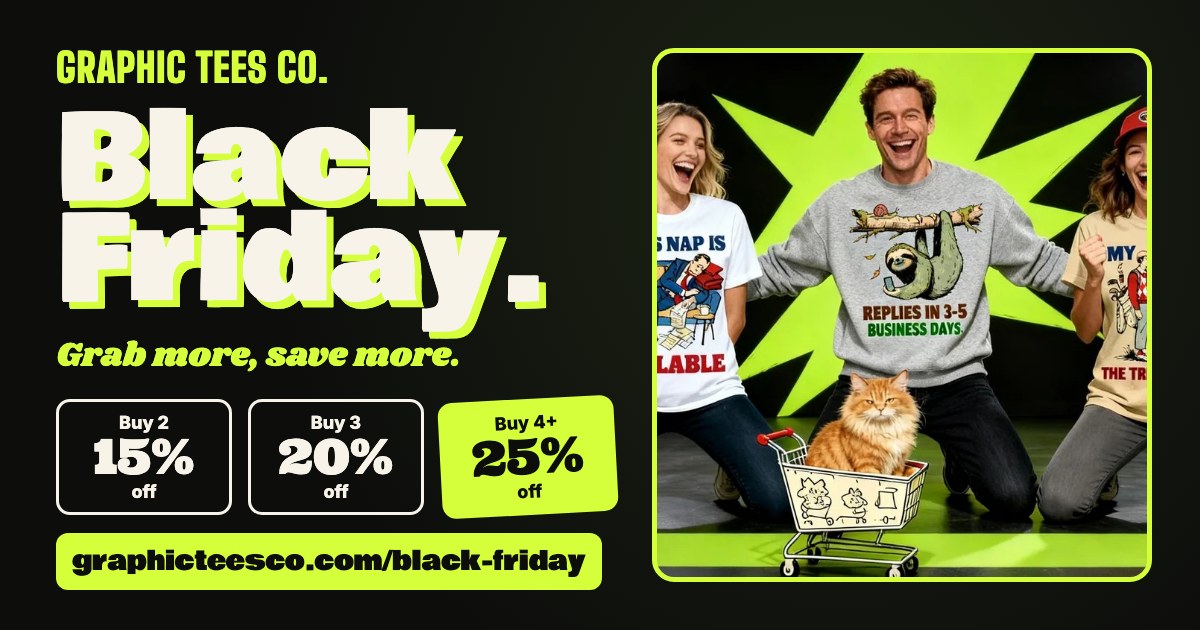 GRAPHIC TEES CO.
Black
Friday.
Grab more, save more.
Buy 2
15%
off
Buy 3
20%
off
Buy 4+
25%
off
graphicteesco.com/black-friday
NAP IS
LABLE
REPLIES IN 3-5
BUSINESS DAYS.
MY
THE